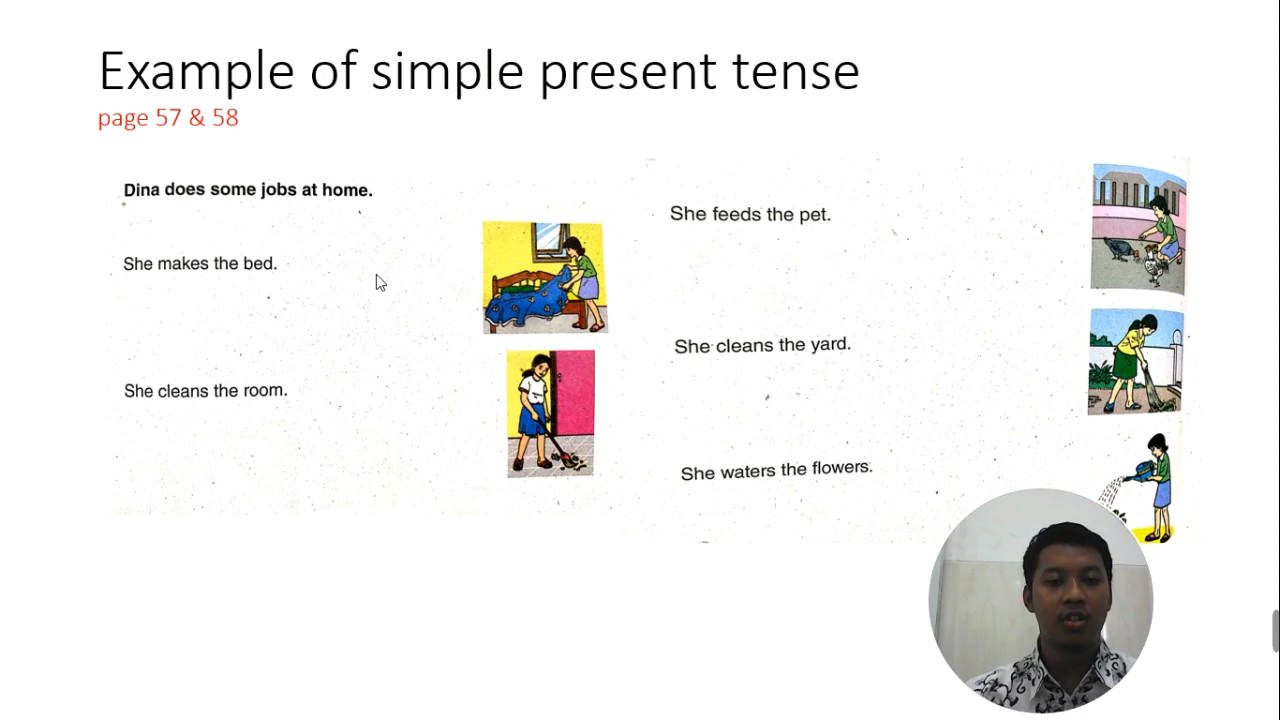 Example of simple present tense
page 57 & 58
Dina does some jobs at home.
She makes the bed.
She cleans the room.
She feeds the pet.
She cleans the yard.
She waters the flowers.